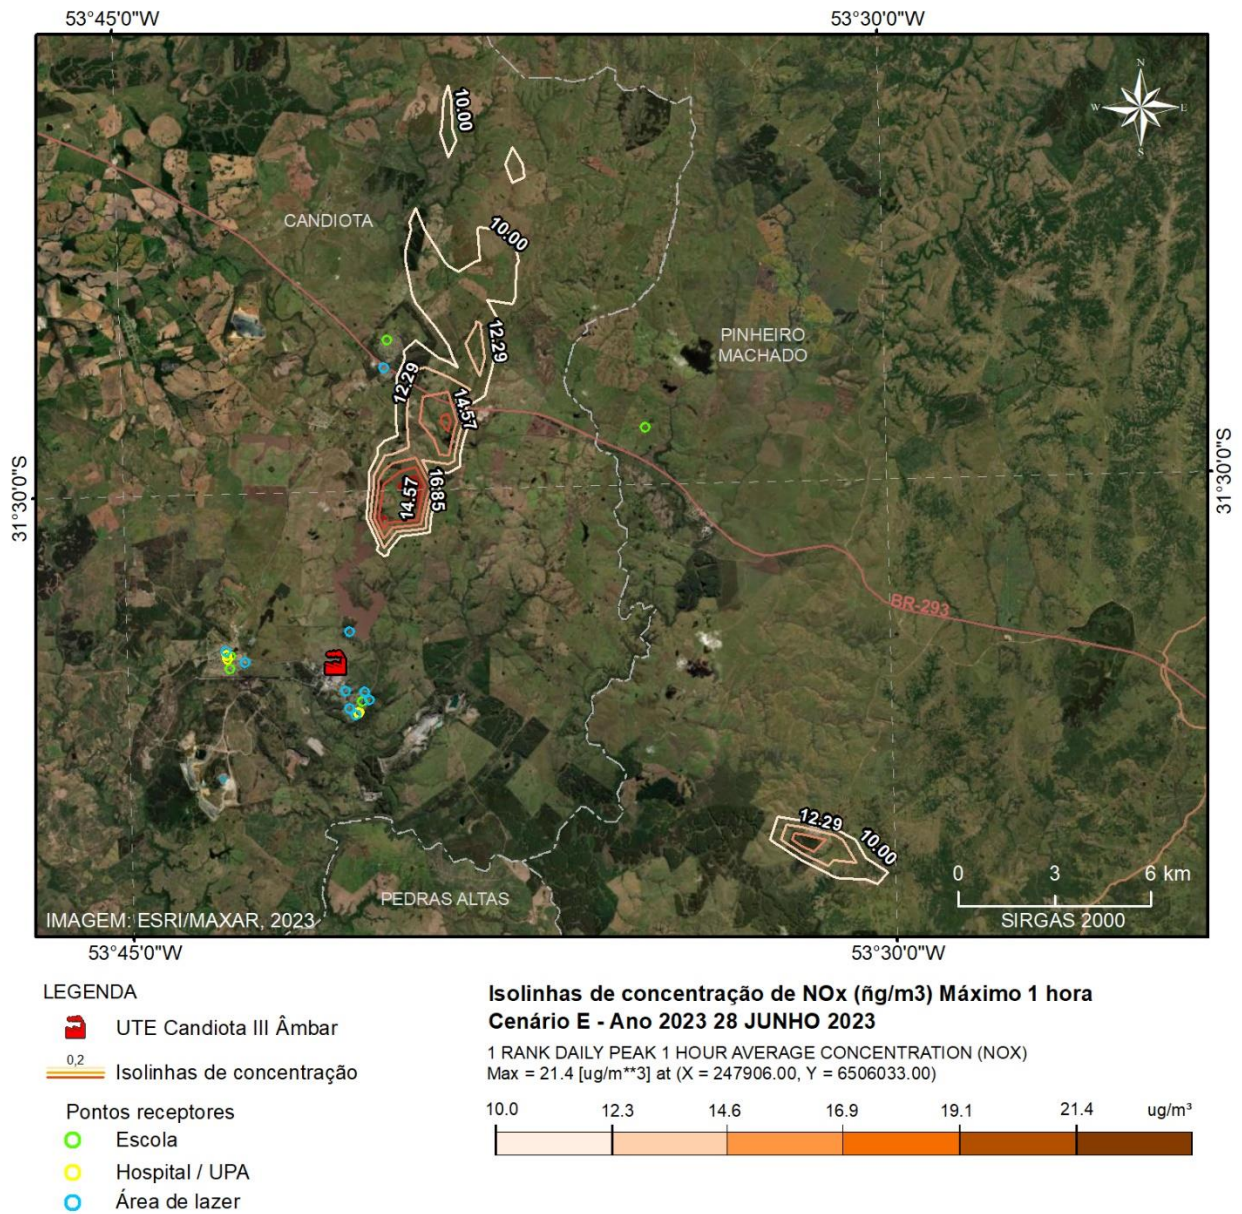 53°45'0"W
53°30'0"W
N
W
E
S
10.00
CANDIOTA
10.00
12.29
PINHEIRO
MACHADO
12.29
14.57
31°30'0"S
14.57
16.85
31°30'0"S
BR-293
12.29
10.00
0 3 6 km
PEDRAS ALTAS
IMAGEM: ESRI/MAXAR, 2023
SIRGAS 2000
53°45'0"W
53°30'0"W
LEGENDA
UTE Candiota III Âmbar
0,2
Isolinhas de concentração
Pontos receptores
Escola
Hospital / UPA
Área de lazer
Isolinhas de concentração de NOx (ñg/m3) Máximo 1 hora
Cenário E - Ano 2023 28 JUNHO 2023
1 RANK DAILY PEAK 1 HOUR AVERAGE CONCENTRATION (NOX)
Max = 21.4 [ug/m**3] at (X = 247906.00, Y = 6506033.00)
10.0 12.3 14.6 16.9 19.1 21.4 ug/m³